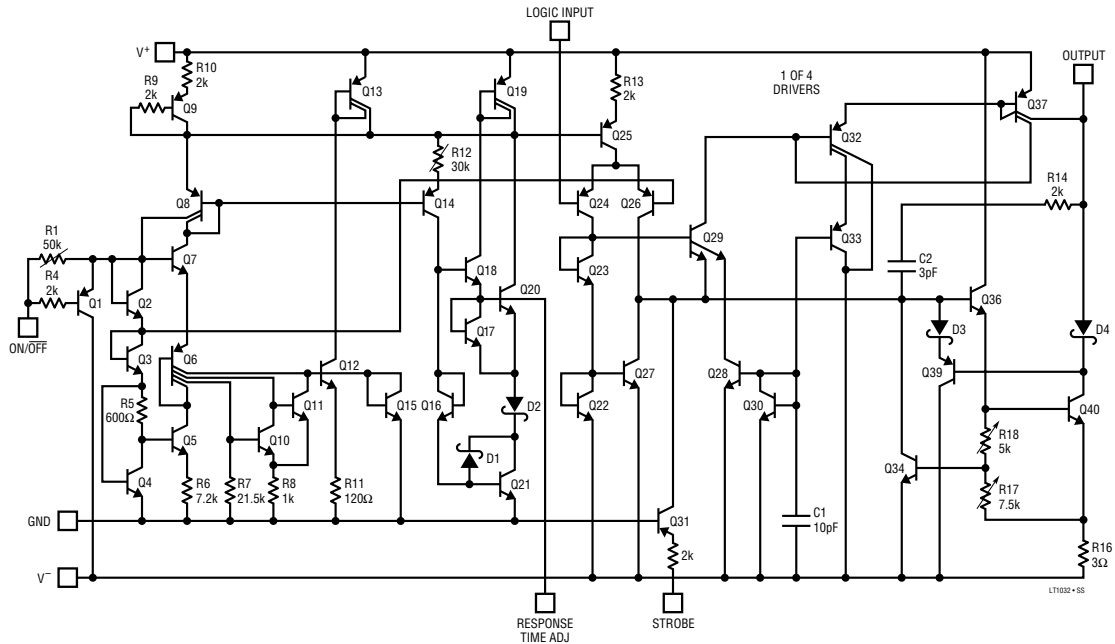 LOGIC INPUT
V+
R10
2k
R9
2k
Q9
Q13
Q19
R13
2k
1 OF 4
DRIVERS
OUTPUT
Q37
Q25
Q32
R12
30k
R14
2k
Q8
Q14
Q24
Q26
R1
50k
Q7
Q29
Q33
R4
2k
Q1
Q2
Q18
Q23
C2
3pF
Q20
Q36
ON/OFF
Q3
Q6
Q12
Q17
D3
D4
R5
600Ω
Q11
Q15
Q16
D2
Q27
Q28
Q30
Q39
Q5
Q10
Q22
Q40
Q4
D1
R18
5k
R6
7.2k
R7
21.5k
R8
1k
R11
120Ω
Q21
Q34
R17
7.5k
GND
Q31
C1
10pF
2k
R16
3Ω
V–
LT1032 • SS
RESPONSE
TIME ADJ
STROBE